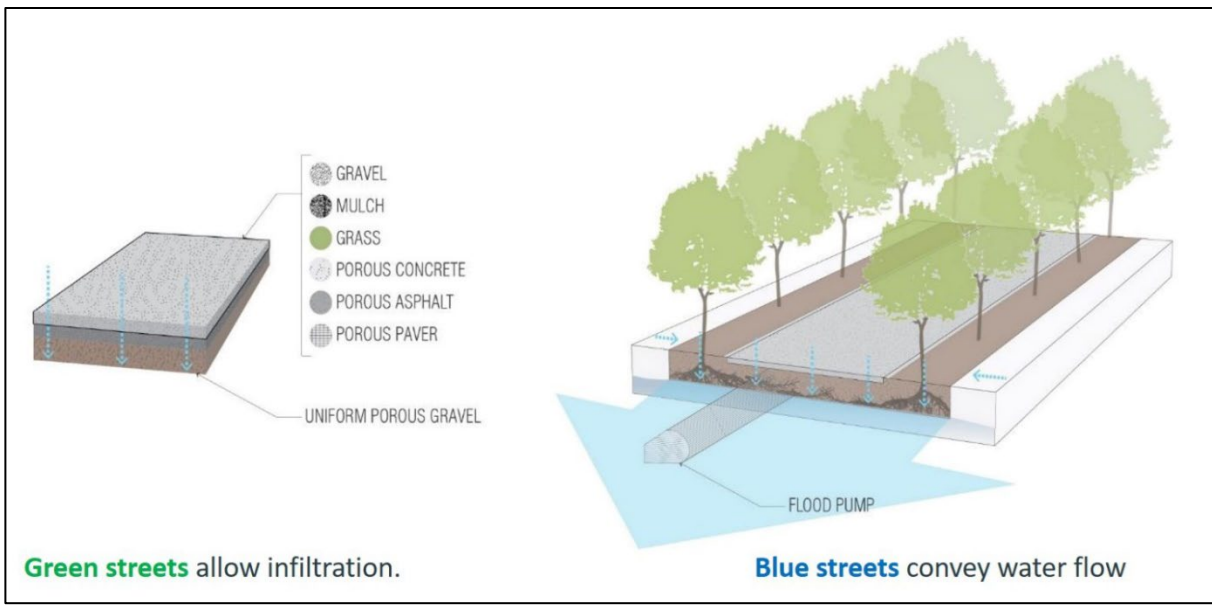 GRAVEL
MULCH
GRASS
POROUS CONCRETE
POROUS ASPHALT
POROUS PAVER
UNIFORM POROUS GRAVEL
FLOOD PUMP
Green streets allow infiltration.
Blue streets convey water flow